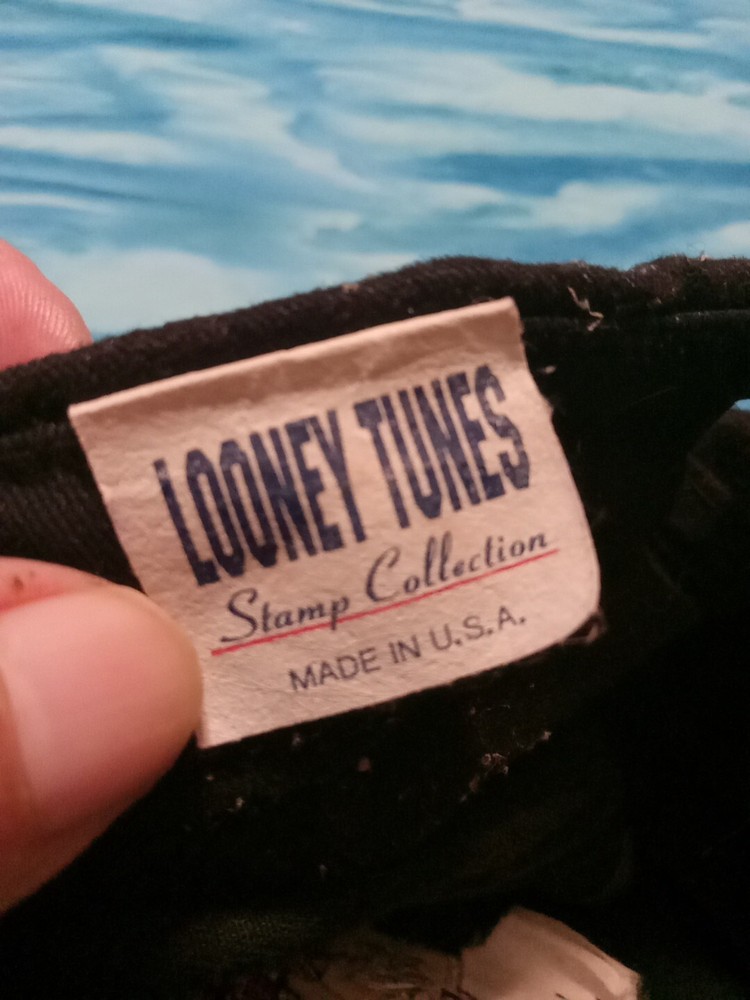 LOONEY TUNES
Stamp Collection
MADE IN U.S.A.